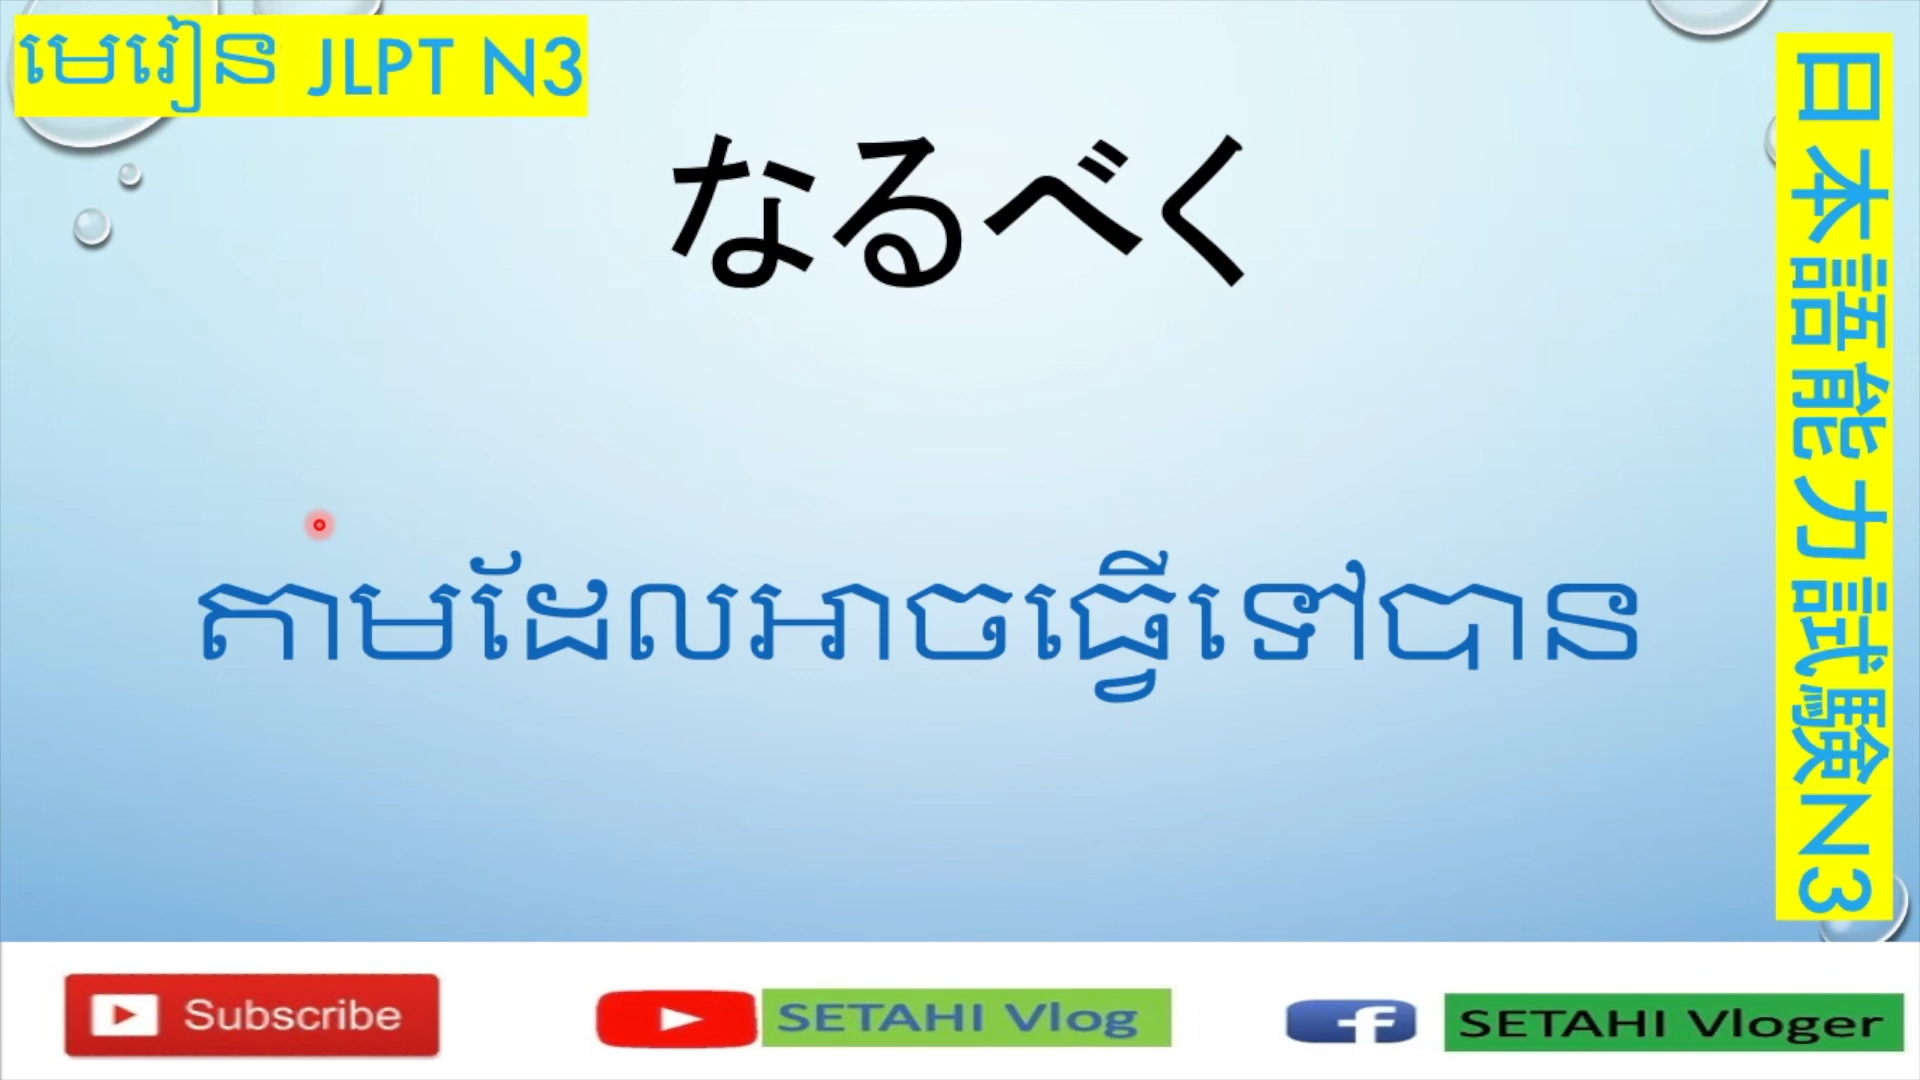 មេរៀន JLPT N3
なるべく
តាមដែលអាចធ្វើទៅបាន
日本語能力試験N3
Subscribe
SETAHI Vlog
SETAHI Vloger